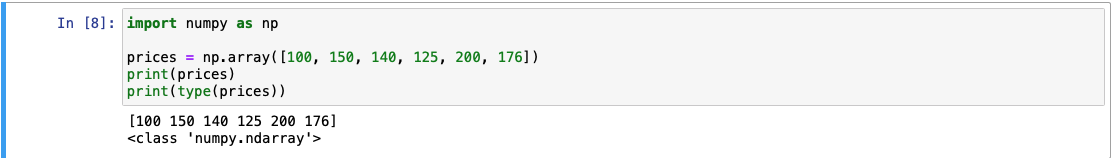 In [8]: import numpy as np
prices = np.array([100, 150, 140, 125, 200, 176])
print(prices)
print(type(prices))
[100 150 140 125 200 176]
<class 'numpy.ndarray'>